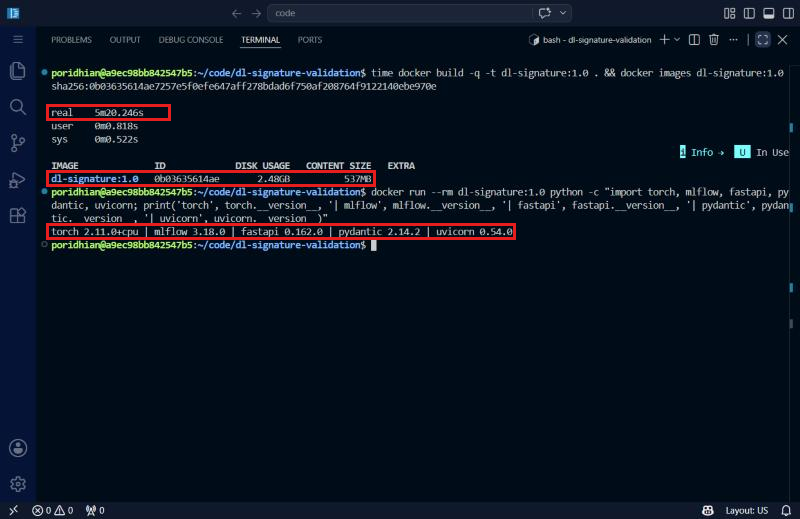 code
PROBLEMS OUTPUT DEBUG CONSOLE TERMINAL PORTS
bash - dl-signature-validation
poridhian@a9ec98bb842547b5:~/code/dl-signature-validation$ time docker build -q -t dl-signature:1.0 . && docker images dl-signature:1.0
sha256:0b03635614ae7257e5f0efe647aff278bdad6f750af208764f9122140ebe970e
real 5m20.246s
user 0m0.818s
sys 0m0.522s
i Info → U In Use
IMAGE ID DISK USAGE CONTENT SIZE EXTRA
dl-signature:1.0 0b03635614ae 2.48GB 537MB
poridhian@a9ec98bb842547b5:~/code/dl-signature-validation$ docker run --rm dl-signature:1.0 python -c "import torch, mlflow, fastapi, py
dantic, uvicorn; print('torch', torch.__version__, '| mlflow', mlflow.__version__, '| fastapi', fastapi.__version__, '| pydantic', pydan
tic.__version__, '| uvicorn', uvicorn.__version__)"
torch 2.11.0+cpu | mlflow 3.18.0 | fastapi 0.162.0 | pydantic 2.14.2 | uvicorn 0.54.0
poridhian@a9ec98bb842547b5:~/code/dl-signature-validation$
0 0 0 Layout: US